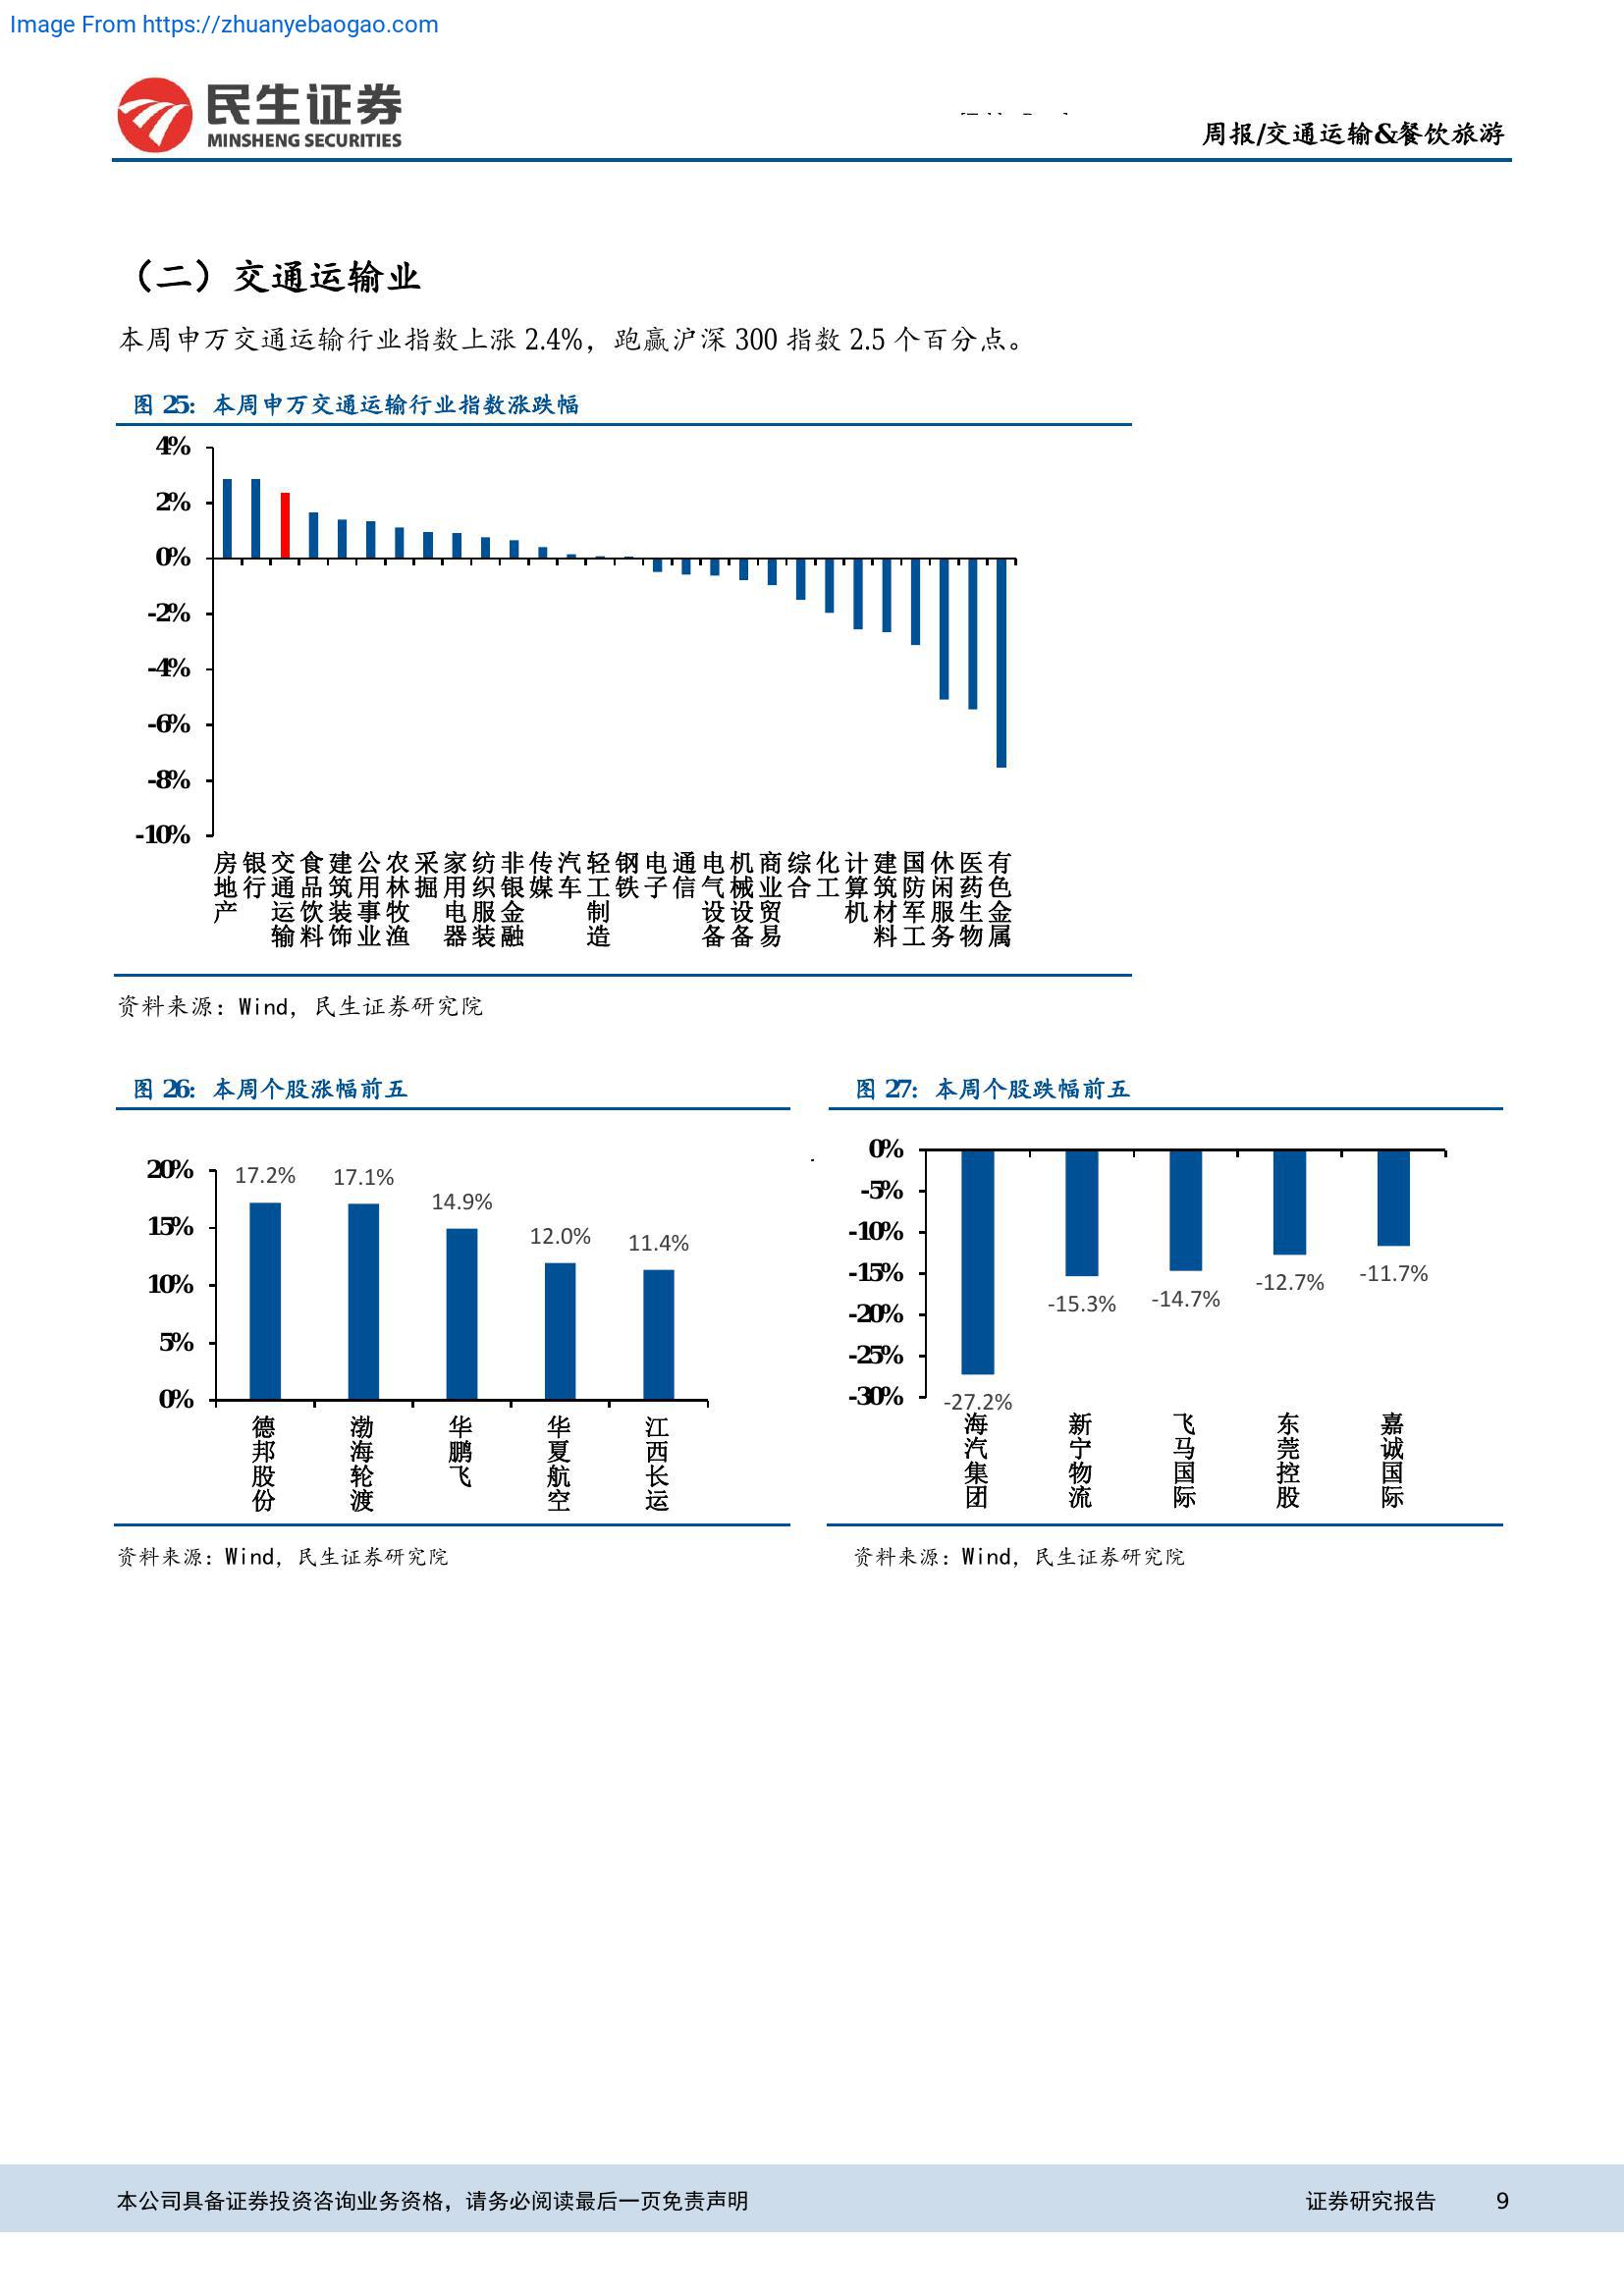 Image From https://zhuanyebaogao.com
民生证券
MINSHENG SECURITIES
周报/交通运输&餐饮旅游
（二）交通运输业
本周申万交通运输行业指数上涨 2.4%，跑赢沪深 300 指数 2.5 个百分点。
图 25: 本周申万交通运输行业指数涨跌幅
4%
2%
0%
-2%
-4%
-6%
-8%
-10%
房地产
银行
交通运输
食品饮料
建筑装饰
公用事业
农林牧渔
采掘
家用电器
纺织服装
非银金融
传媒
汽车
轻工制造
钢铁
电子
通信
电气设备
机械设备
商业贸易
综合
化工
计算机
建筑材料
国防军工
休闲服务
医药生物
有色金属
资料来源：Wind，民生证券研究院
图 26: 本周个股涨幅前五
20%
15%
10%
5%
0%
17.2%
17.1%
14.9%
12.0%
11.4%
德邦股份
渤海轮渡
华鹏飞
华夏航空
江西长运
资料来源：Wind，民生证券研究院
图 27: 本周个股跌幅前五
0%
-5%
-10%
-15%
-20%
-25%
-30%
-27.2%
-15.3%
-14.7%
-12.7%
-11.7%
海汽集团
新宁物流
飞马国际
东莞控股
嘉诚国际
资料来源：Wind，民生证券研究院
本公司具备证券投资咨询业务资格，请务必阅读最后一页免责声明
证券研究报告 9